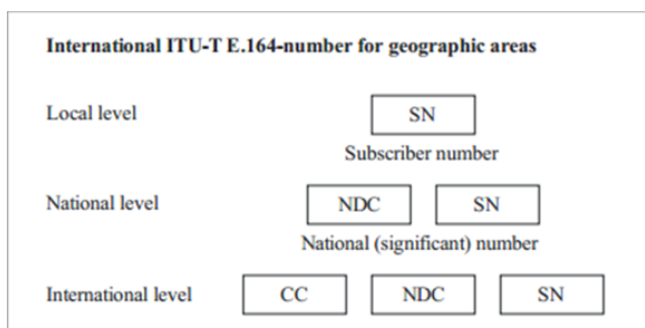 International ITU-T E.164-number for geographic areas
Local level SN
Subscriber number
National level NDC SN
National (significant) number
International level CC NDC SN